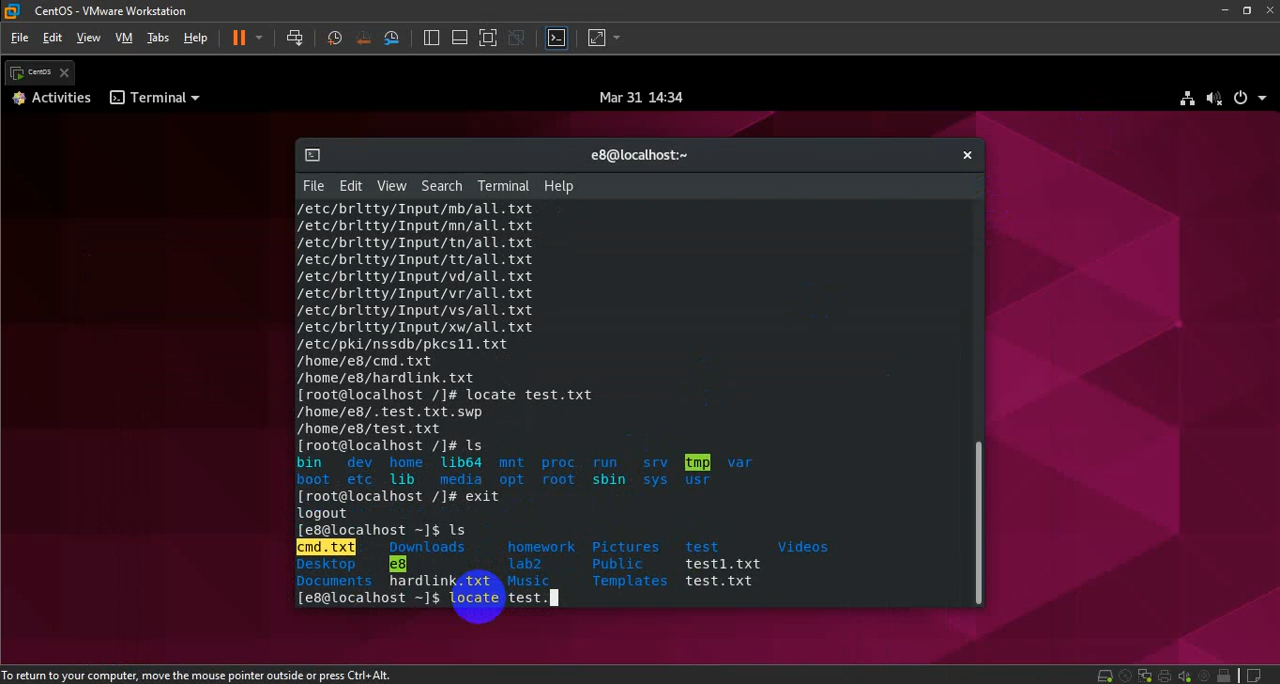 CentOS - VMware Workstation
File Edit View VM Tabs Help
CentOS
Activities Terminal Mar 31 14:34
e8@localhost:~
File Edit View Search Terminal Help
/etc/brltty/Input/mb/all.txt
/etc/brltty/Input/mn/all.txt
/etc/brltty/Input/tn/all.txt
/etc/brltty/Input/tt/all.txt
/etc/brltty/Input/vd/all.txt
/etc/brltty/Input/vr/all.txt
/etc/brltty/Input/vs/all.txt
/etc/brltty/Input/xw/all.txt
/etc/pki/nssdb/pkcs11.txt
/home/e8/cmd.txt
/home/e8/hardlink.txt
[root@localhost /]# locate test.txt
/home/e8/.test.txt.swp
/home/e8/test.txt
[root@localhost /]# ls
bin dev home lib64 mnt proc run srv tmp var
boot etc lib media opt root sbin sys usr
[root@localhost /]# exit
logout
[e8@localhost ~]$ ls
cmd.txt Downloads homework Pictures test Videos
Desktop e8 lab2 Public test1.txt
Documents hardlink.txt Music Templates test.txt
[e8@localhost ~]$ locate test.
To return to your computer, move the mouse pointer outside or press Ctrl+Alt.